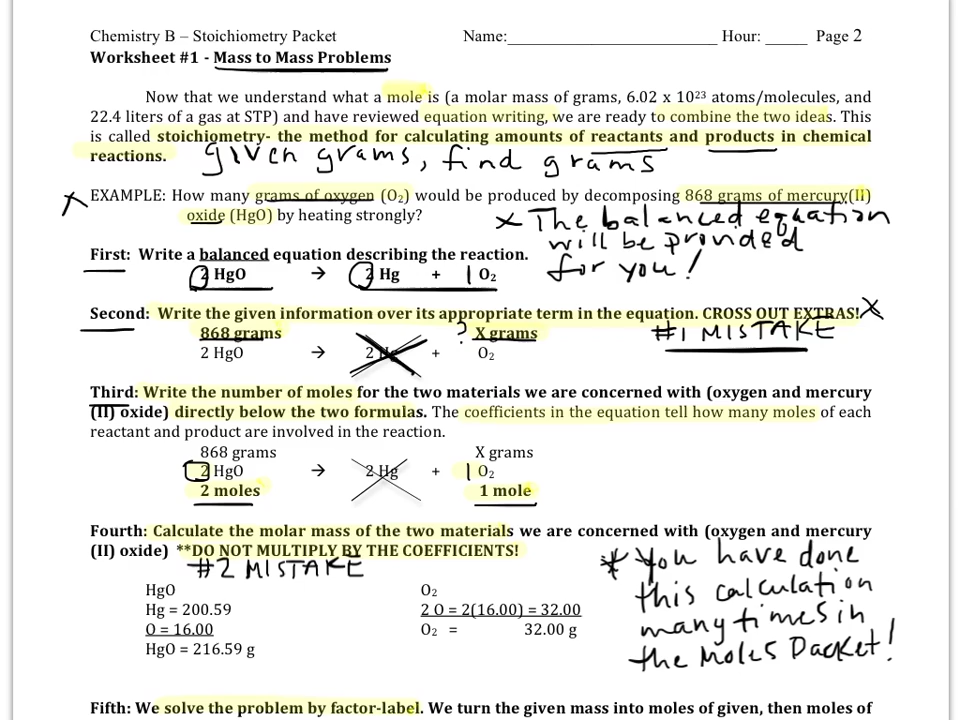 Chemistry B – Stoichiometry Packet Name:_________________________ Hour: _____ Page 2
Worksheet #1 - Mass to Mass Problems
Now that we understand what a mole is (a molar mass of grams, 6.02 x 10²³ atoms/molecules, and
22.4 liters of a gas at STP) and have reviewed equation writing, we are ready to combine the two ideas. This
is called stoichiometry- the method for calculating amounts of reactants and products in chemical
reactions. given grams, find grams
* EXAMPLE: How many grams of oxygen (O₂) would be produced by decomposing 868 grams of mercury(II)
oxide (HgO) by heating strongly?
* The balanced equation
will be provided
for you!
First: Write a balanced equation describing the reaction.
2 HgO → 2 Hg + 1 O₂
Second: Write the given information over its appropriate term in the equation. CROSS OUT EXTRAS! *
#1 MISTAKE
868 grams ? X grams
2 HgO → 2 Hg + O₂
Third: Write the number of moles for the two materials we are concerned with (oxygen and mercury
(II) oxide) directly below the two formulas. The coefficients in the equation tell how many moles of each
reactant and product are involved in the reaction.
868 grams X grams
2 HgO → 2 Hg + 1 O₂
2 moles 1 mole
Fourth: Calculate the molar mass of the two materials we are concerned with (oxygen and mercury
(II) oxide) **DO NOT MULTIPLY BY THE COEFFICIENTS!
#2 MISTAKE
* You have done
this calculation
many times in
the Moles Packet!
HgO O₂
Hg = 200.59 2 O = 2(16.00) = 32.00
O = 16.00 O₂ = 32.00 g
HgO = 216.59 g
Fifth: We solve the problem by factor-label. We turn the given mass into moles of given, then moles of